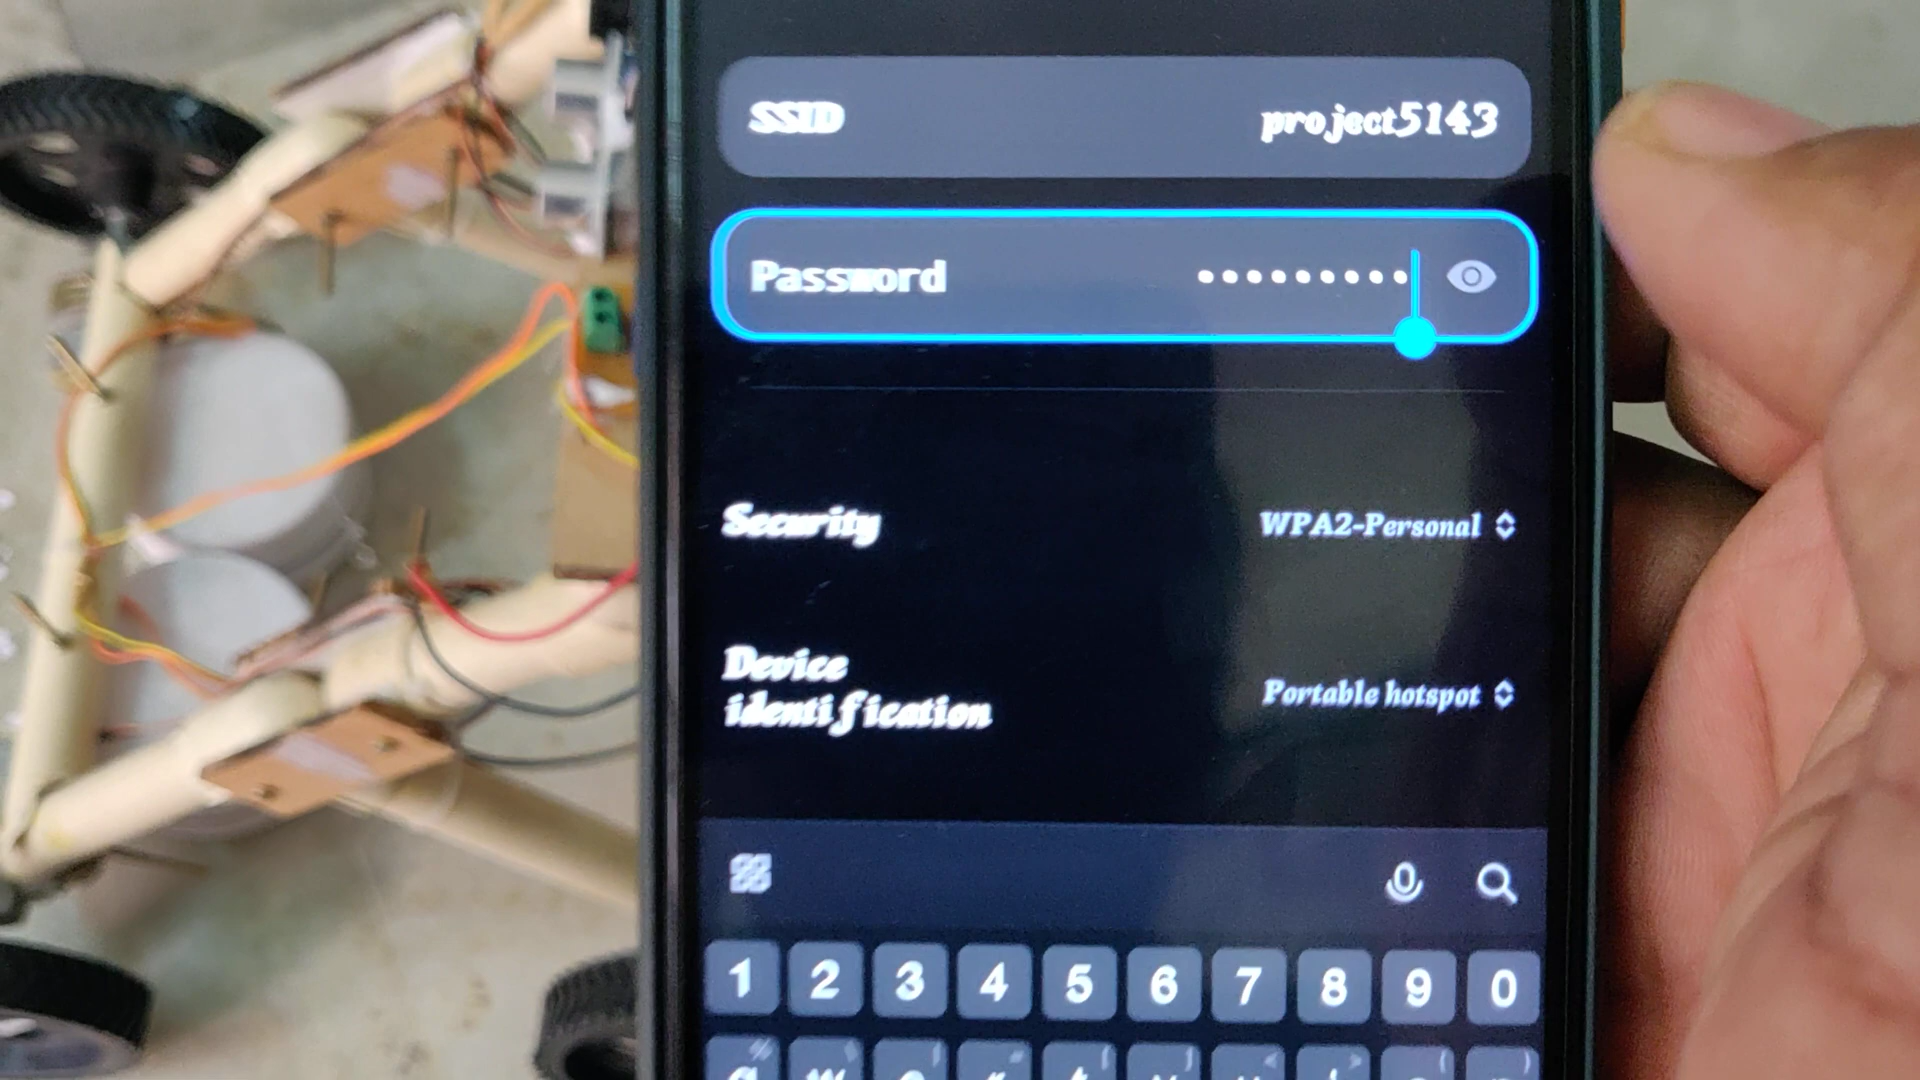 SSID project5143
Password •••••••••
Security WPA2-Personal
Device
identification Portable hotspot
1 2 3 4 5 6 7 8 9 0